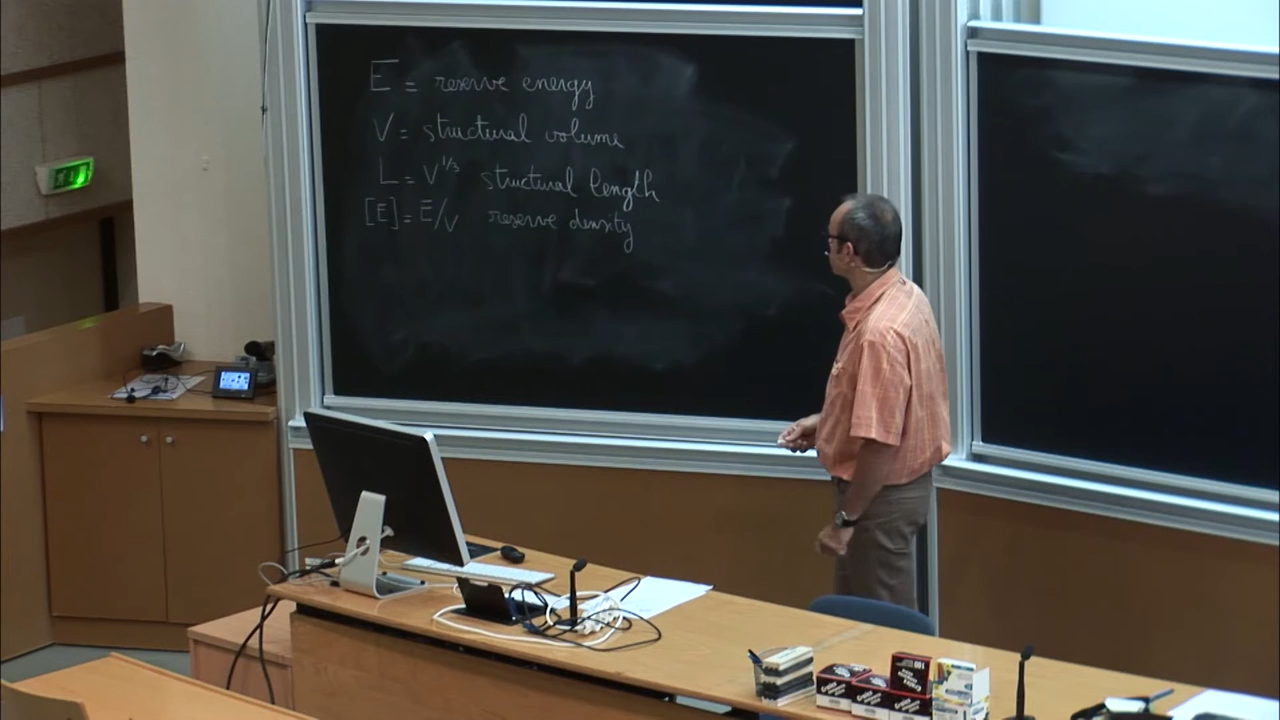 E = reserve energy
V = structural volume
L = V^1/3 structural length
[E] = E/V reserve density